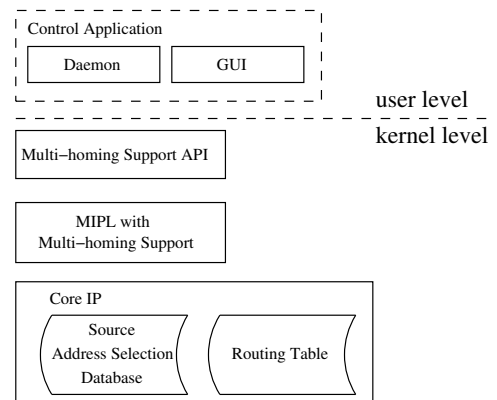 Control Application
Daemon
GUI
user level
kernel level
Multi−homing Support API
MIPL with
Multi−homing Support
Core IP
Source
Address Selection
Database
Routing Table